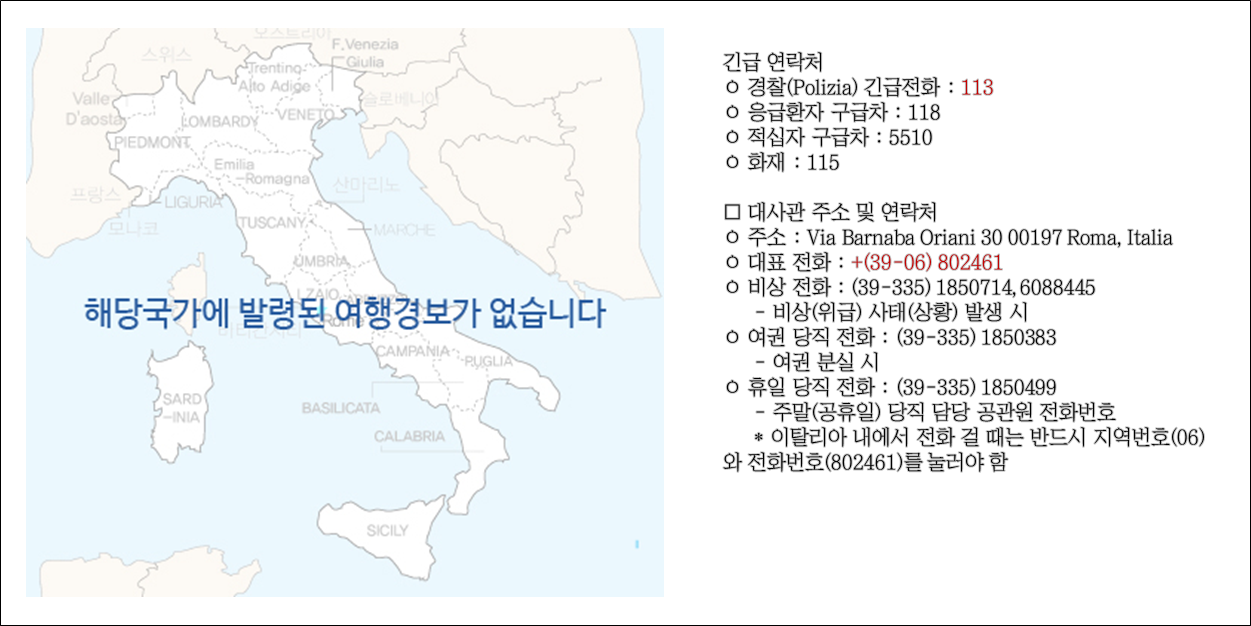 오스트리아
스위스
F.Venezia
Giulia
Trentino-
Alto Adige
Valle
D'aosta
슬로베니아
LOMBARDY
VENETO
PIEDMONT
Emilia
-Romagna
프랑스
산마리노
LIGURIA
모나코
TUSCANY
MARCHE
UMBRIA
LZAIO
해당국가에 발령된 여행경보가 없습니다
Rome
CAMPANIA
PUGLIA
SARD
-INIA
BASILICATA
CALABRIA
SICILY
긴급 연락처
ㅇ 경찰(Polizia) 긴급전화 : 113
ㅇ 응급환자 구급차 : 118
ㅇ 적십자 구급차 : 5510
ㅇ 화재 : 115
□ 대사관 주소 및 연락처
ㅇ 주소 : Via Barnaba Oriani 30 00197 Roma, Italia
ㅇ 대표 전화 : +(39-06) 802461
ㅇ 비상 전화 : (39-335) 1850714, 6088445
- 비상(위급) 사태(상황) 발생 시
ㅇ 여권 당직 전화 : (39-335) 1850383
- 여권 분실 시
ㅇ 휴일 당직 전화 : (39-335) 1850499
- 주말(공휴일) 당직 담당 공관원 전화번호
* 이탈리아 내에서 전화 걸 때는 반드시 지역번호(06)
와 전화번호(802461)를 눌러야 함